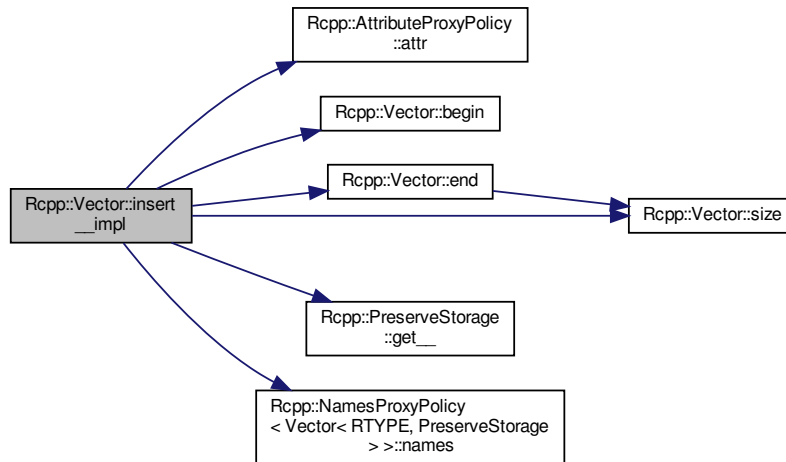 Rcpp::AttributeProxyPolicy
::attr
Rcpp::Vector::begin
Rcpp::Vector::end
Rcpp::Vector::insert
__impl
Rcpp::Vector::size
Rcpp::PreserveStorage
::get__
Rcpp::NamesProxyPolicy
< Vector< RTYPE, PreserveStorage
> >::names